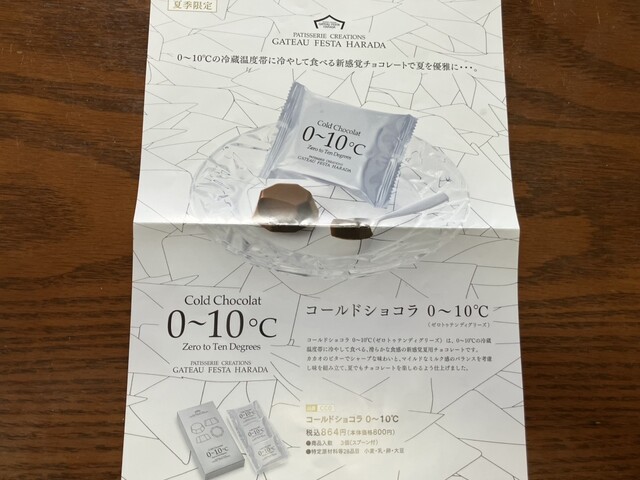 夏季限定
PATISSERIE CREATIONS
GATEAU FESTA HARADA
0〜10℃の冷蔵温度帯に冷やして食べる新感覚チョコレートで夏を優雅に・・・。
Cold Chocolat
0~10℃
Zero to Ten Degrees
PATISSERIE CREATIONS
GATEAU FESTA HARADA
Cold Chocolat
0~10℃
Zero to Ten Degrees
PATISSERIE CREATIONS
GATEAU FESTA HARADA
コールドショコラ 0〜10℃
(ゼロトゥテンディグリーズ)
コールドショコラ 0〜10℃(ゼロトゥテンディグリーズ) は、0〜10℃の冷蔵
温度帯に冷やして食べる、滑らかな食感の新感覚夏用チョコレートです。
カカオのビターでシャープな味わいと、マイルドなミルク感のバランスを考慮
し味を組み立て、夏でもチョコレートを楽しめるよう仕上げました。
コールドショコラ 0〜10℃
税込864円(本体価格800円)
●商品入数 3個(スプーン付)
●特定原材料等28品目 小麦・乳・卵・大豆
0~10℃